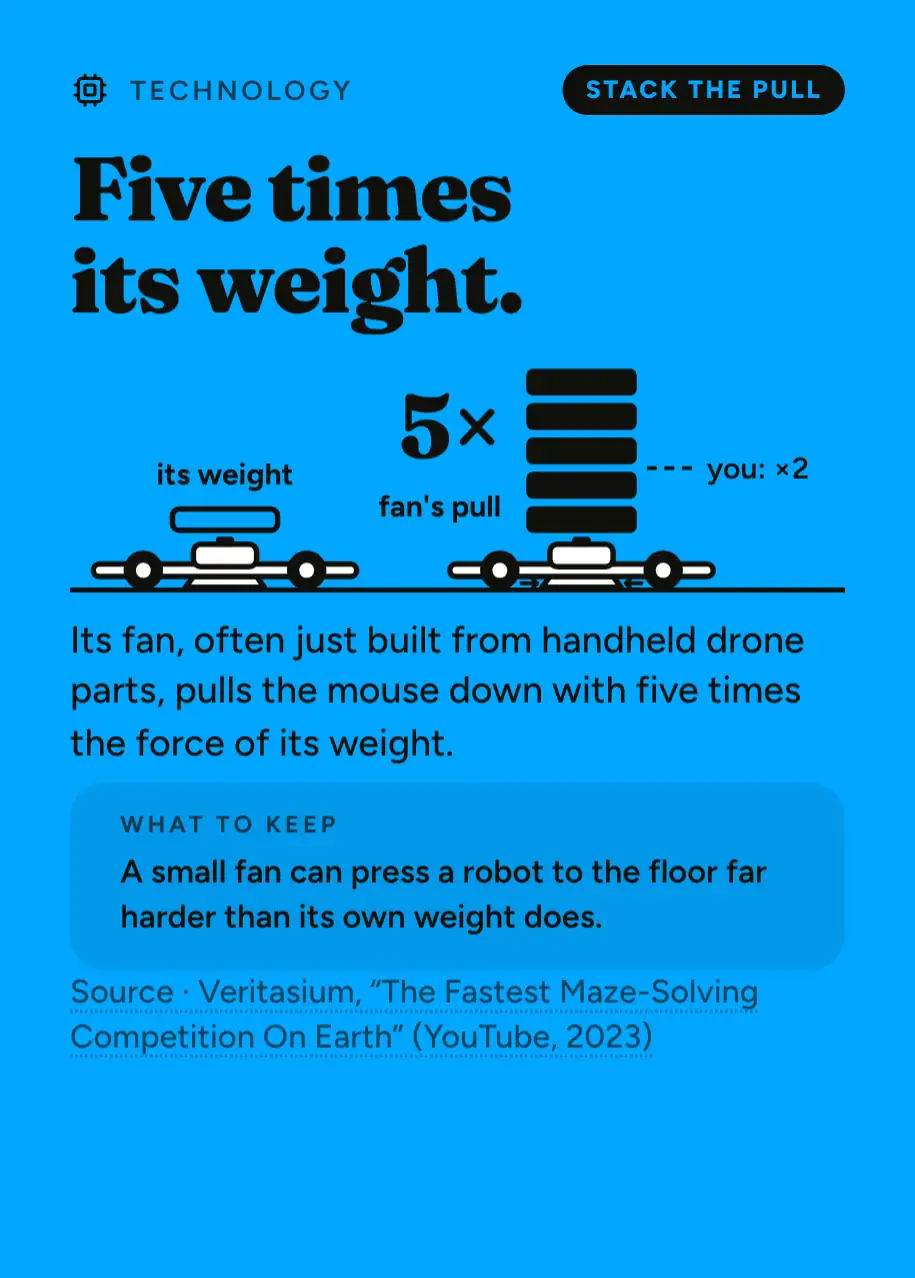 TECHNOLOGY
STACK THE PULL
Five times
its weight.
its weight
5×
fan's pull
you: ×2
Its fan, often just built from handheld drone
parts, pulls the mouse down with five times
the force of its weight.
WHAT TO KEEP
A small fan can press a robot to the floor far
harder than its own weight does.
Source · Veritasium, “The Fastest Maze-Solving
Competition On Earth” (YouTube, 2023)